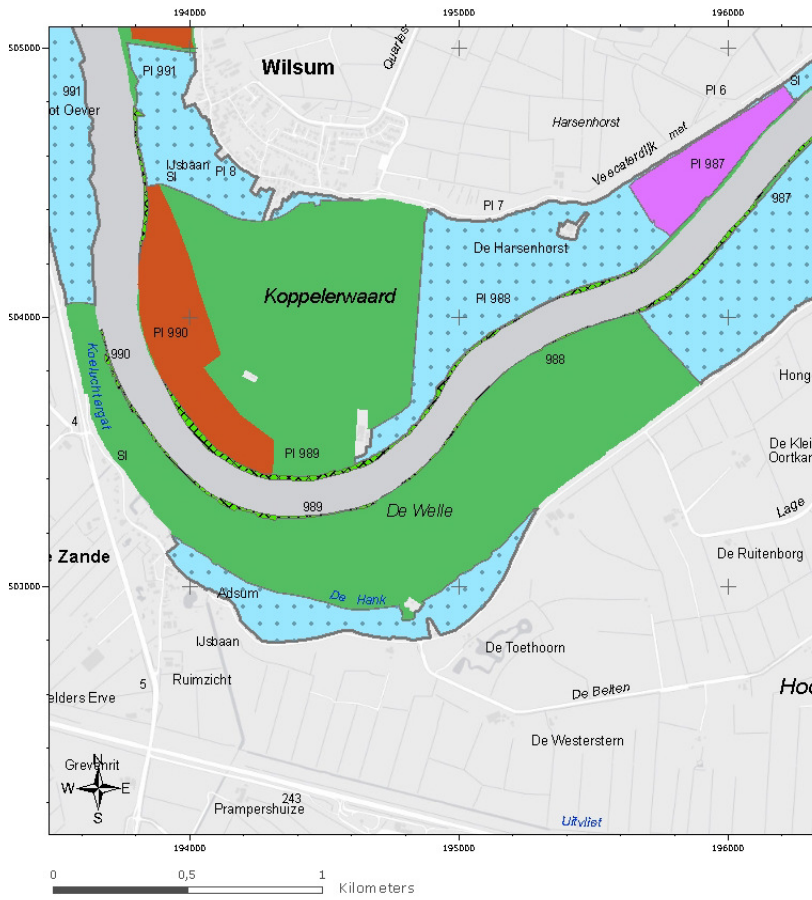 194000 195000 196000
505000
Wilsum
Quarles
Pl 991
991
ot Oever
Pl 6
Sl
Harsenhorst
Veecaterdijk met
IJsbaan
Sl
Pl 8
Pl 987
Pl 7
987
De Harsenhorst
Koppelerwaard
Pl 988
504000
Pl 990
990
988
Koeluchtergat
Hong
4
De Klei
Oortkar
Sl
Pl 989
989
De Welle
Lage
Zande
De Ruitenborg
503000
Adsum
De Hank
IJsbaan
De Toethoorn
Ruimzicht
5
De Belten
Hoo
elders Erve
De Westerstern
Grevenrit
N
W E
S
243
Prampershuize
Uitvliet
194000 195000 196000
0 0,5 1
Kilometers